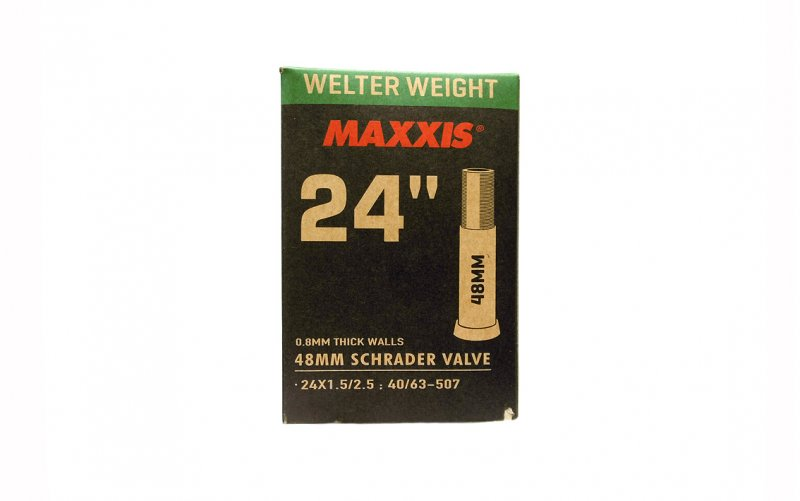 WELTER WEIGHT
MAXXIS®
24"
48MM
0.8MM THICK WALLS
48MM SCHRADER VALVE
· 24X1.5/2.5 ; 40/63-507